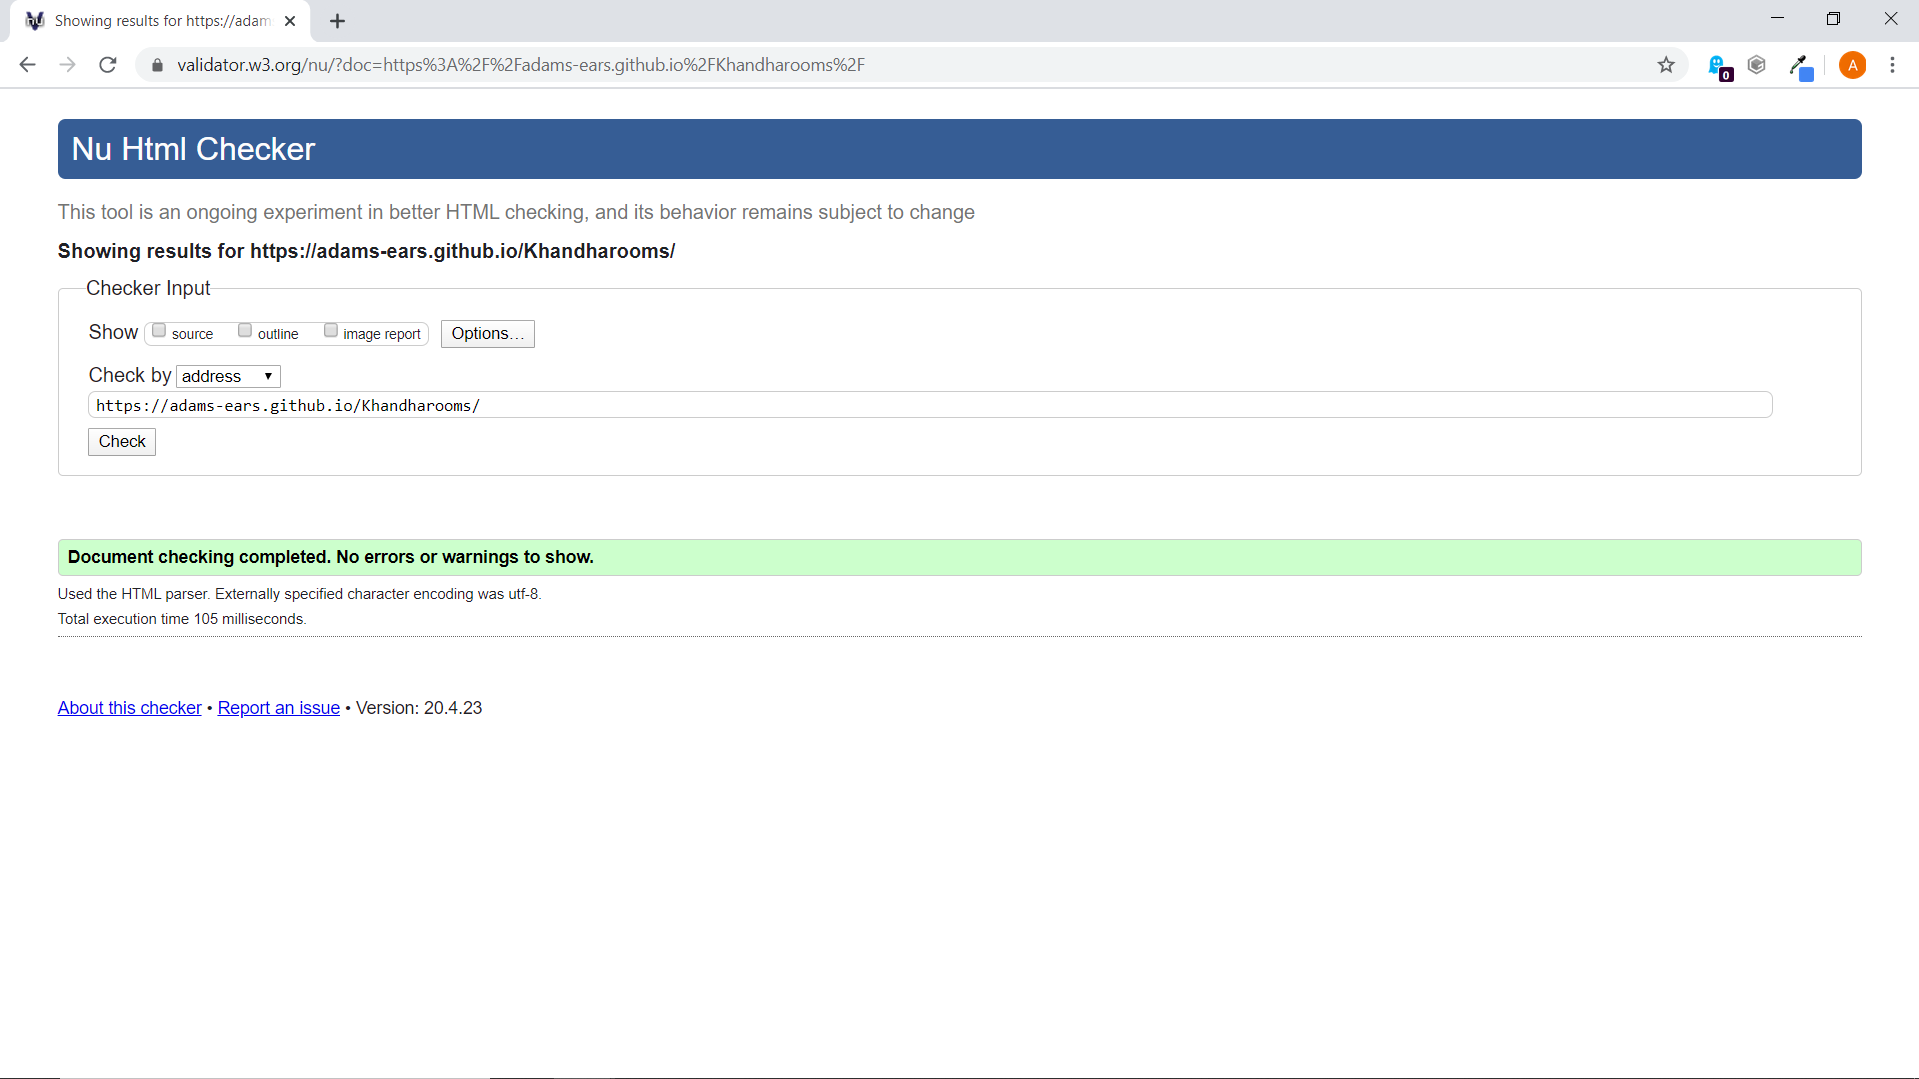 Showing results for https://adam
validator.w3.org/nu/?doc=https%3A%2F%2Fadams-ears.github.io%2FKhandharooms%2F
0
A
Nu Html Checker
This tool is an ongoing experiment in better HTML checking, and its behavior remains subject to change
Showing results for https://adams-ears.github.io/Khandharooms/
Checker Input
Show source outline image report Options…
Check by address
https://adams-ears.github.io/Khandharooms/
Check
Document checking completed. No errors or warnings to show.
Used the HTML parser. Externally specified character encoding was utf-8.
Total execution time 105 milliseconds.
About this checker • Report an issue • Version: 20.4.23